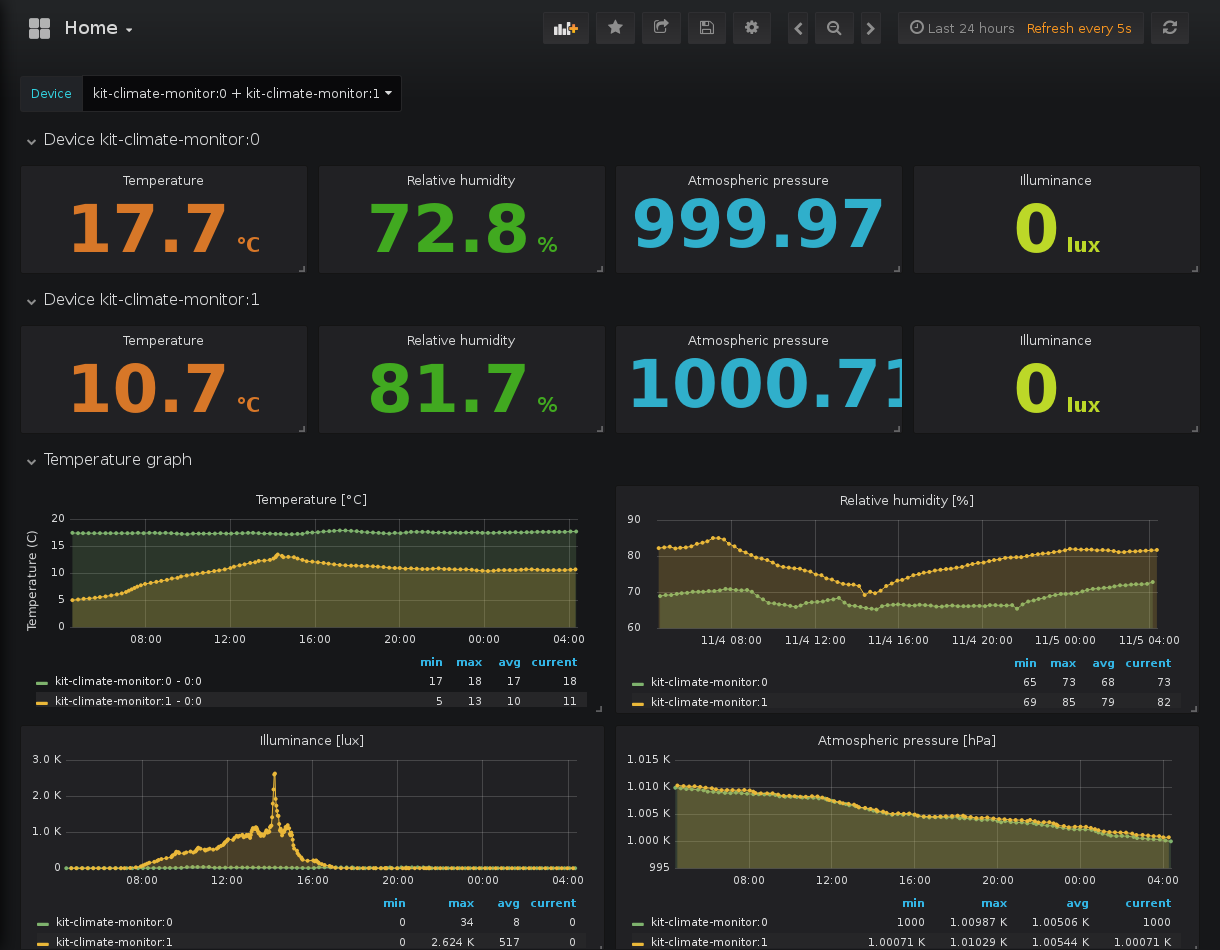 Home
Last 24 hours Refresh every 5s
Device kit-climate-monitor:0 + kit-climate-monitor:1
Device kit-climate-monitor:0
Temperature Relative humidity Atmospheric pressure Illuminance
17.7 °C 72.8 % 999.97 0 lux
Device kit-climate-monitor:1
Temperature Relative humidity Atmospheric pressure Illuminance
10.7 °C 81.7 % 1000.71 0 lux
Temperature graph
Temperature [°C]
Temperature (C)
20
15
10
5
0
08:00 12:00 16:00 20:00 00:00 04:00
min max avg current
kit-climate-monitor:0 - 0:0 17 18 17 18
kit-climate-monitor:1 - 0:0 5 13 10 11
Relative humidity [%]
90
80
70
60
11/4 08:00 11/4 12:00 11/4 16:00 11/4 20:00 11/5 00:00 11/5 04:00
min max avg current
kit-climate-monitor:0 65 73 68 73
kit-climate-monitor:1 69 85 79 82
Illuminance [lux]
3.0 K
2.0 K
1.0 K
0
08:00 12:00 16:00 20:00 00:00 04:00
min max avg current
kit-climate-monitor:0 0 34 8 0
kit-climate-monitor:1 0 2.624 K 517 0
Atmospheric pressure [hPa]
1.015 K
1.010 K
1.005 K
1.000 K
995
08:00 12:00 16:00 20:00 00:00 04:00
min max avg current
kit-climate-monitor:0 1000 1.00987 K 1.00506 K 1000
kit-climate-monitor:1 1.00071 K 1.01029 K 1.00544 K 1.00071 K